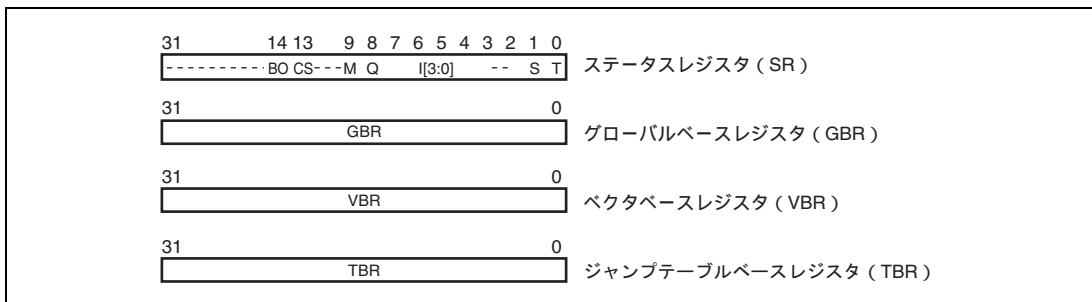 31 14 13 9 8 7 6 5 4 3 2 1 0
---------- BO CS---M Q I[3:0] -- S T ステータスレジスタ（SR）
31 0
GBR グローバルベースレジスタ（GBR）
31 0
VBR ベクタベースレジスタ（VBR）
31 0
TBR ジャンプテーブルベースレジスタ（TBR）